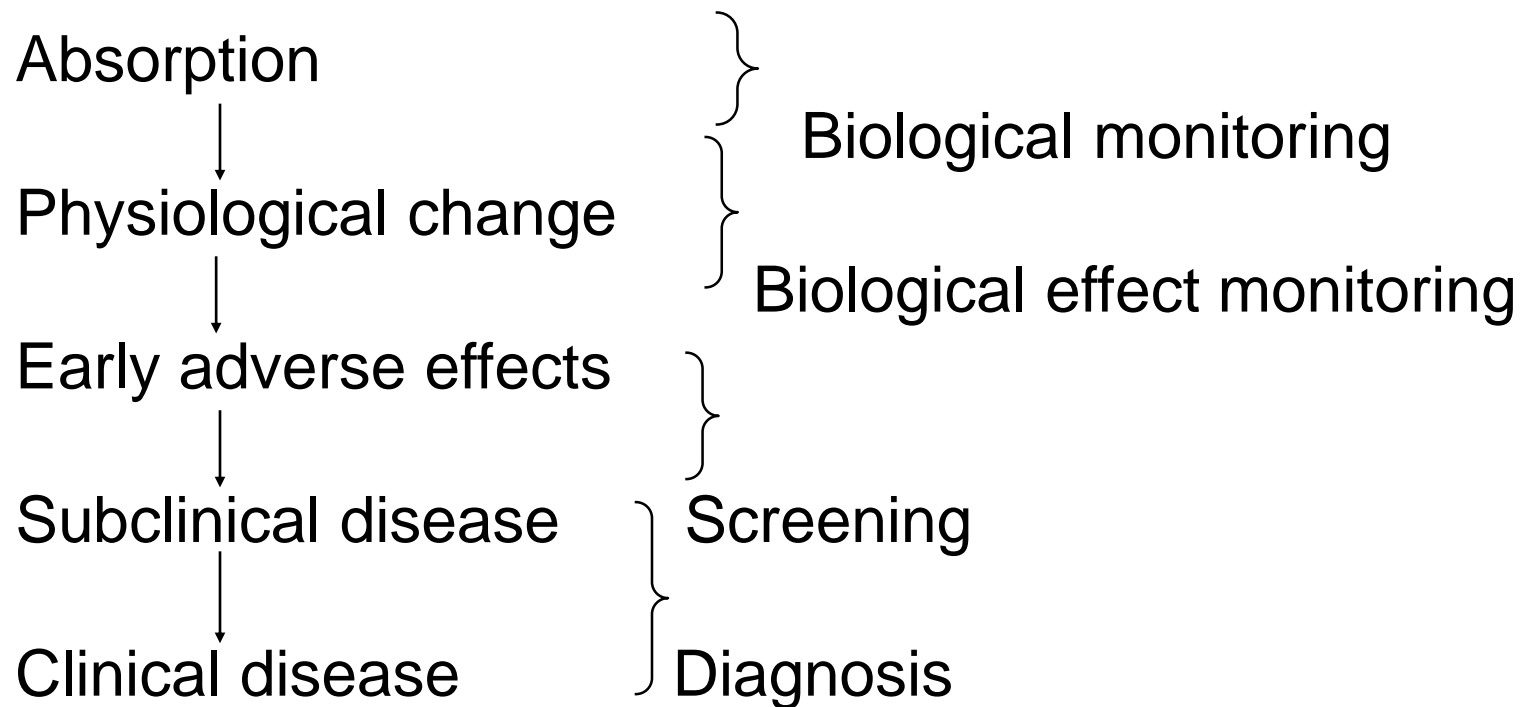 Absorption
Biological monitoring
Physiological change
Biological effect monitoring
Early adverse effects
Subclinical disease Screening
Clinical disease Diagnosis